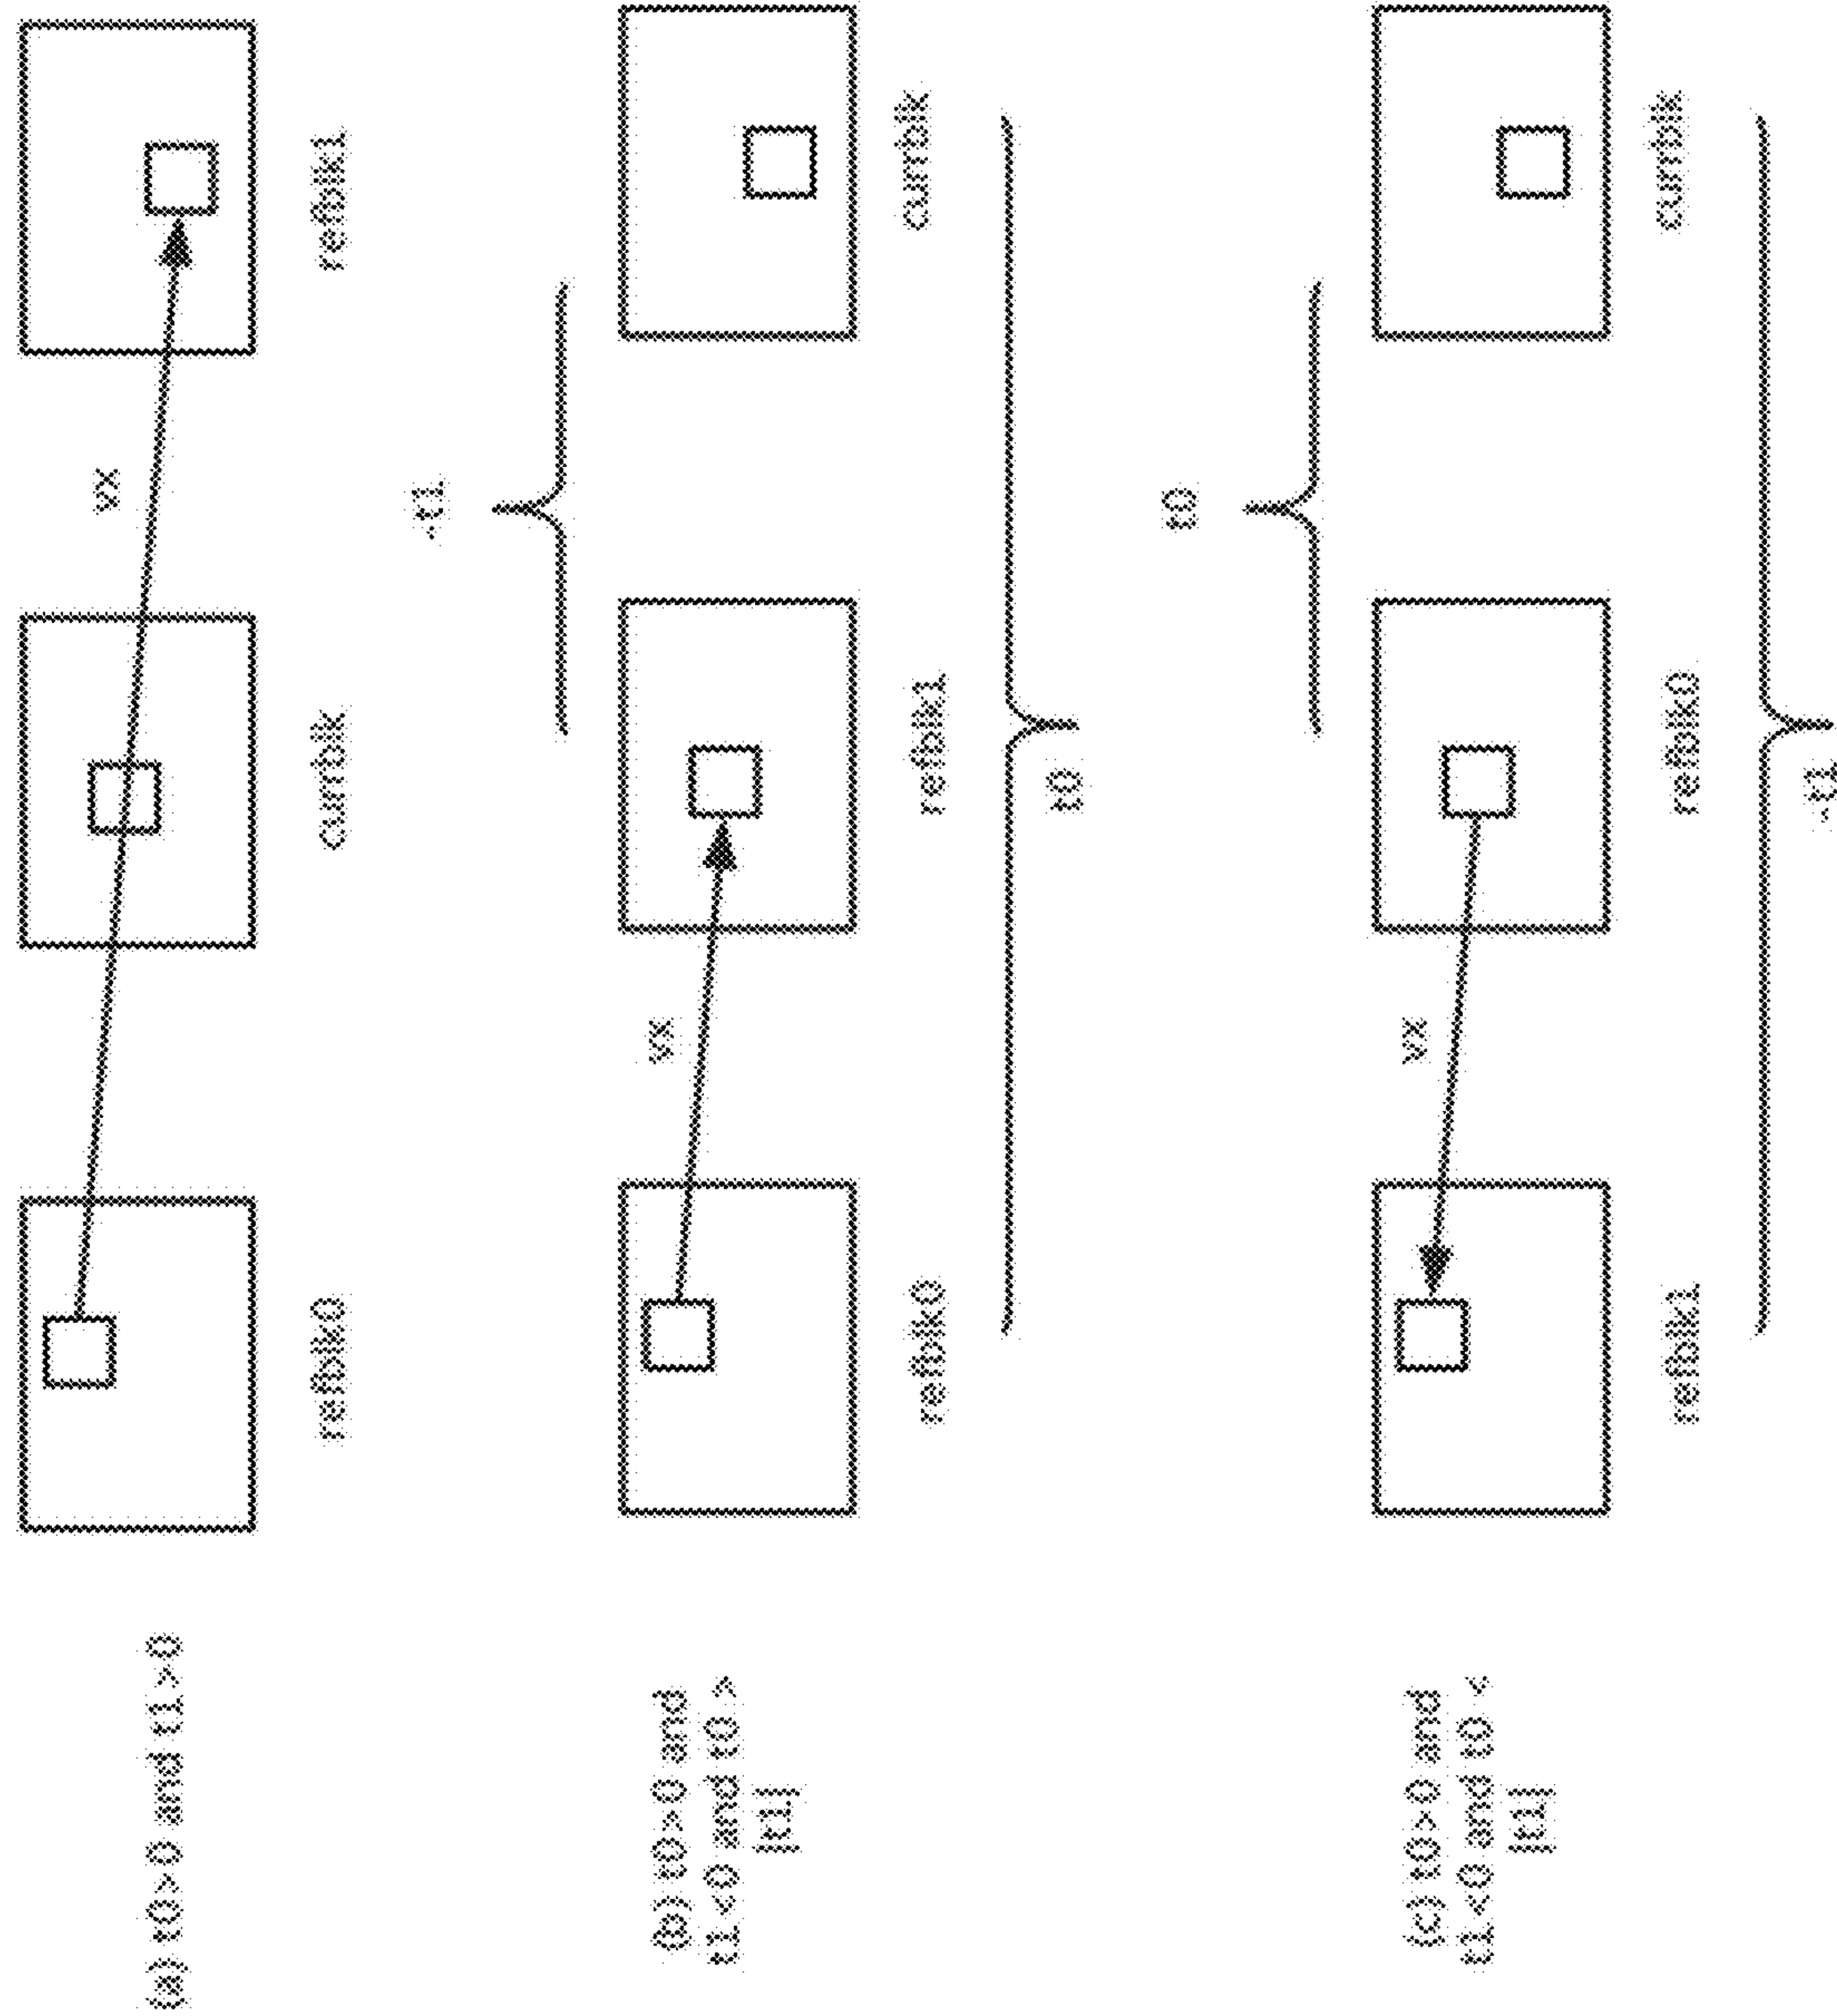 vx
(a) t0>0 and t1>0
refblk0
curblk
refblk1
-t1
vx
(b) t0>0 and
t1 <0 and t0 >
|t1|
refblk0
refblk1
curblk
t0
t0
vx
(c) t0>0 and
t1 <0 and t0 <
|t1|
refblk1
refblk0
curblk
-t1